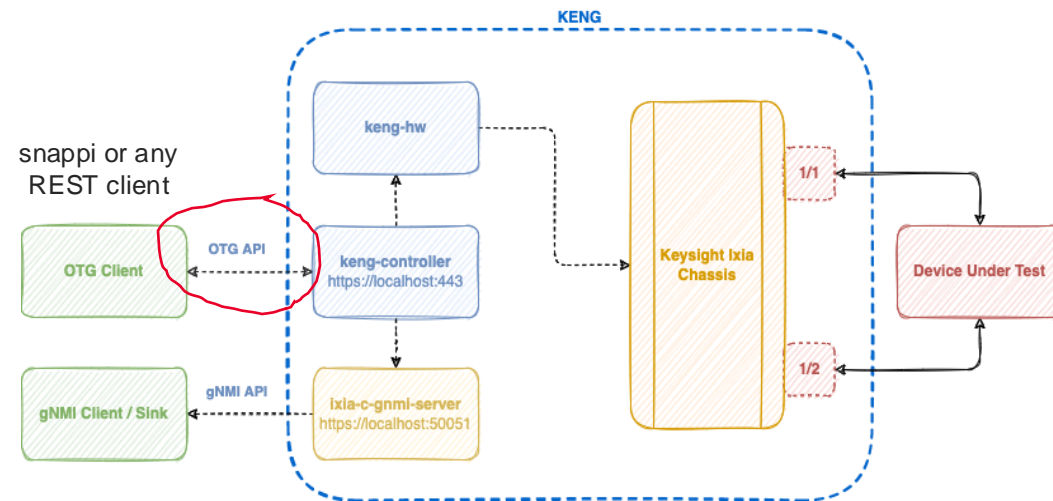 KENG
keng-hw
snappi or any
REST client
1/1
OTG API
OTG Client
keng-controller
https://localhost:443
Keysight Ixia
Chassis
Device Under Test
1/2
gNMI API
gNMI Client / Sink
ixia-c-gnmi-server
https://localhost:50051